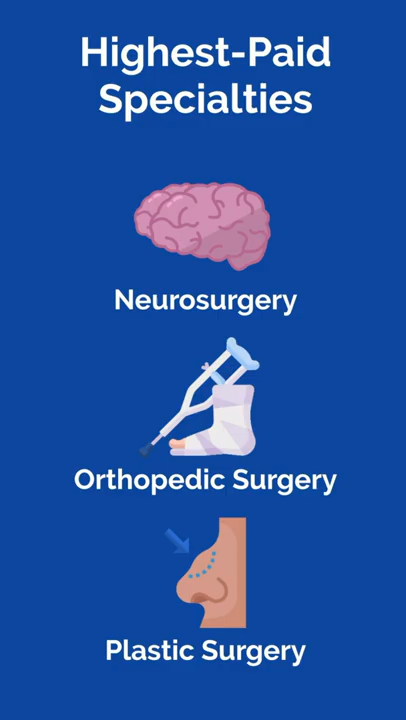 Highest-Paid
Specialties
Neurosurgery
Orthopedic Surgery
Plastic Surgery